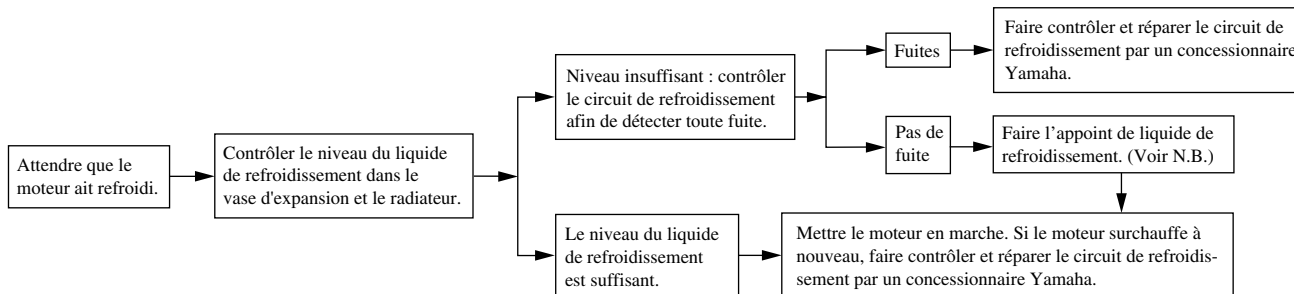 Attendre que le
moteur ait refroidi.
Contrôler le niveau du liquide
de refroidissement dans le
vase d'expansion et le radiateur.
Niveau insuffisant : contrôler
le circuit de refroidissement
afin de détecter toute fuite.
Fuites
Faire contrôler et réparer le circuit de
refroidissement par un concessionnaire
Yamaha.
Pas de
fuite
Faire l’appoint de liquide de
refroidissement. (Voir N.B.)
Le niveau du liquide
de refroidissement
est suffisant.
Mettre le moteur en marche. Si le moteur surchauffe à
nouveau, faire contrôler et réparer le circuit de refroidis-
sement par un concessionnaire Yamaha.